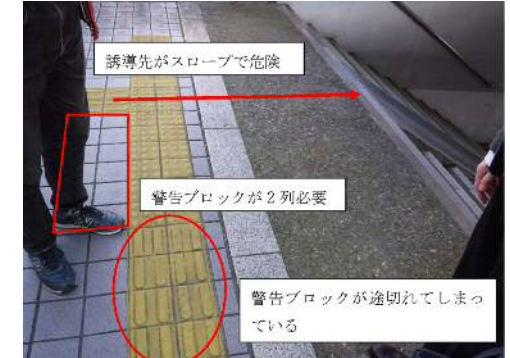 誘導先がスロープで危険
警告ブロックが２列必要
警告ブロックが途切れてしまっ
ている